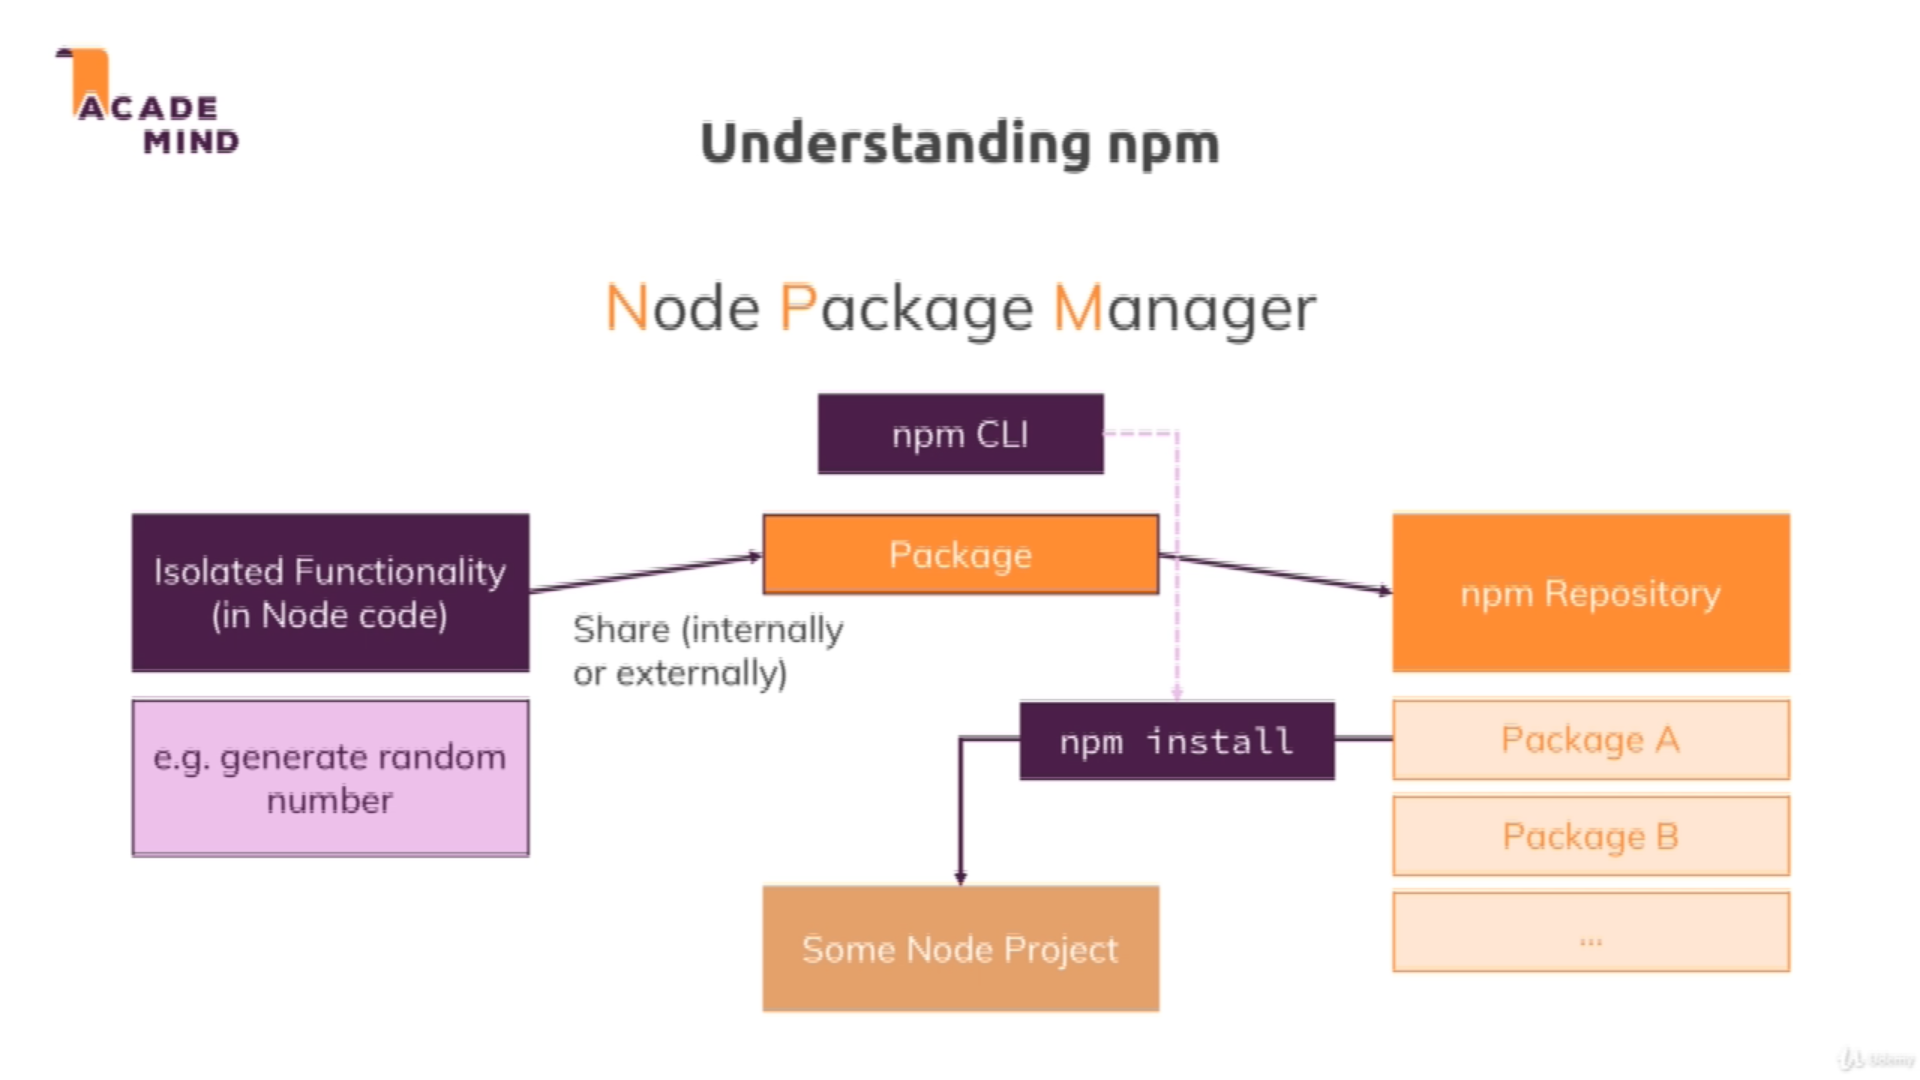 ACADE
MIND
Understanding npm
Node Package Manager
npm CLI
Isolated Functionality
(in Node code)
Package
npm Repository
Share (internally
or externally)
e.g. generate random
number
npm install
Package A
Package B
...
Some Node Project
Udemy